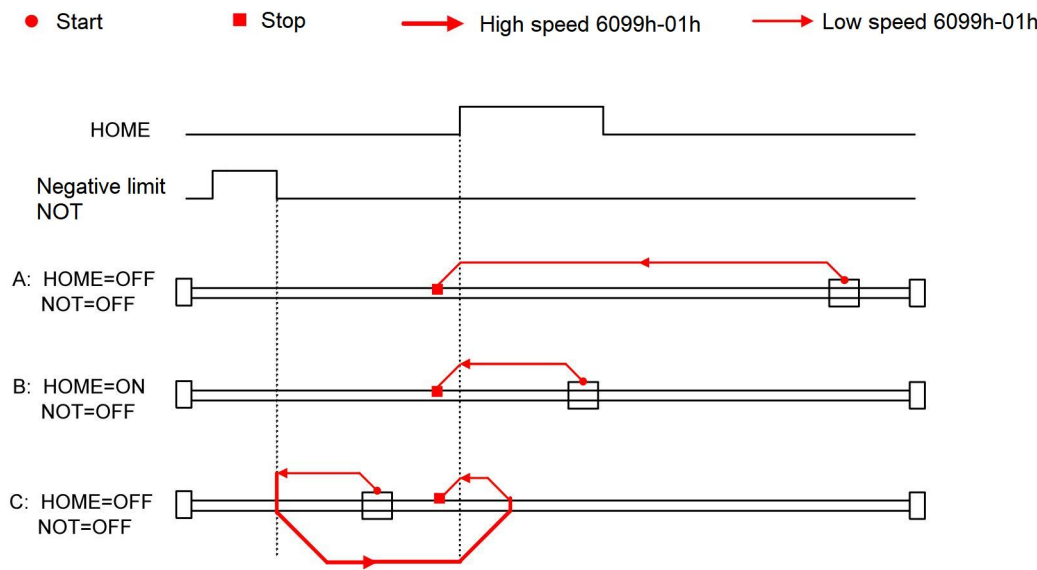 Start Stop High speed 6099h-01h Low speed 6099h-01h
HOME
Negative limit
NOT
A: HOME=OFF
NOT=OFF
B: HOME=ON
NOT=OFF
C: HOME=OFF
NOT=OFF